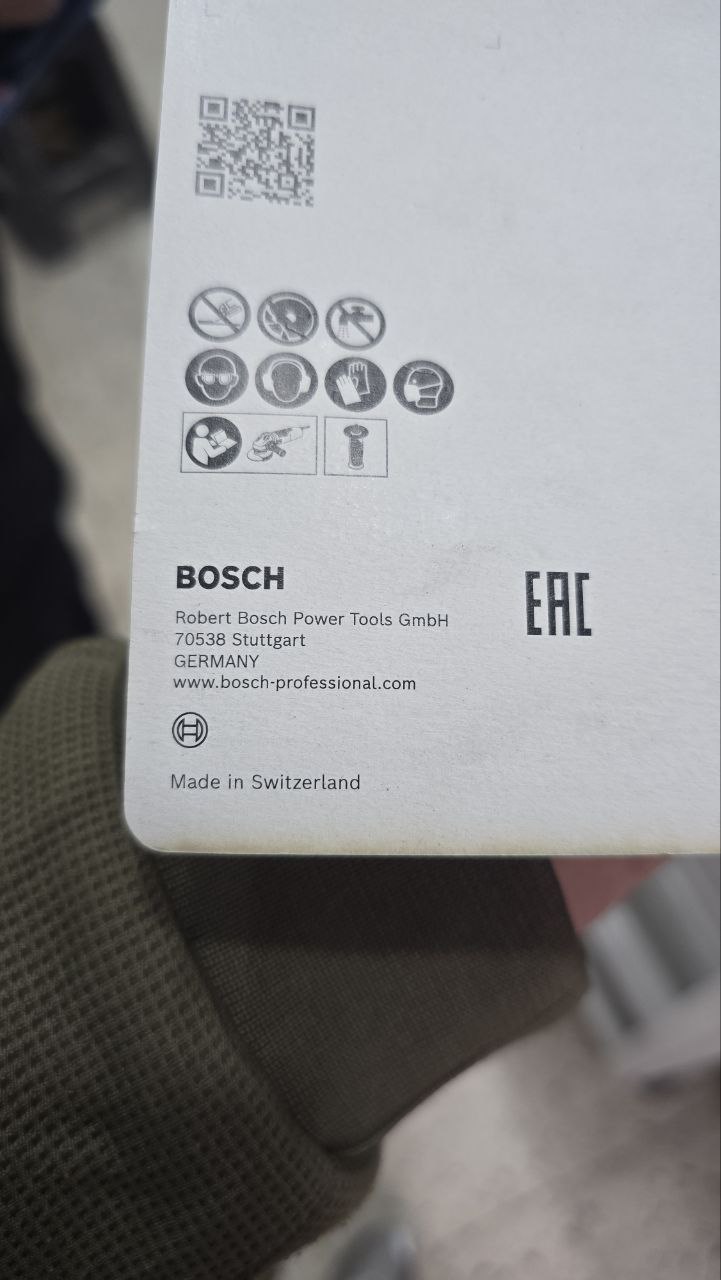 BOSCH
EAC
Robert Bosch Power Tools GmbH
70538 Stuttgart
GERMANY
www.bosch-professional.com
Made in Switzerland